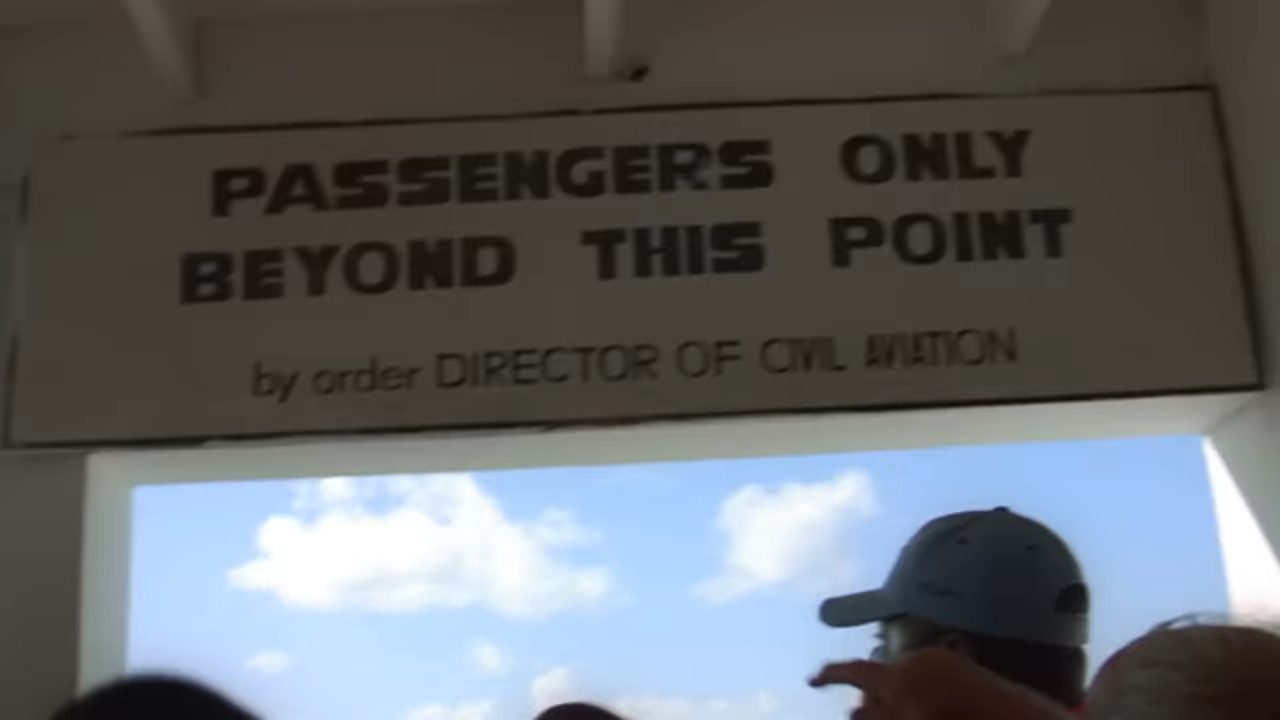 PASSENGERS ONLY
BEYOND THIS POINT
by order DIRECTOR OF CIVIL AVIATION